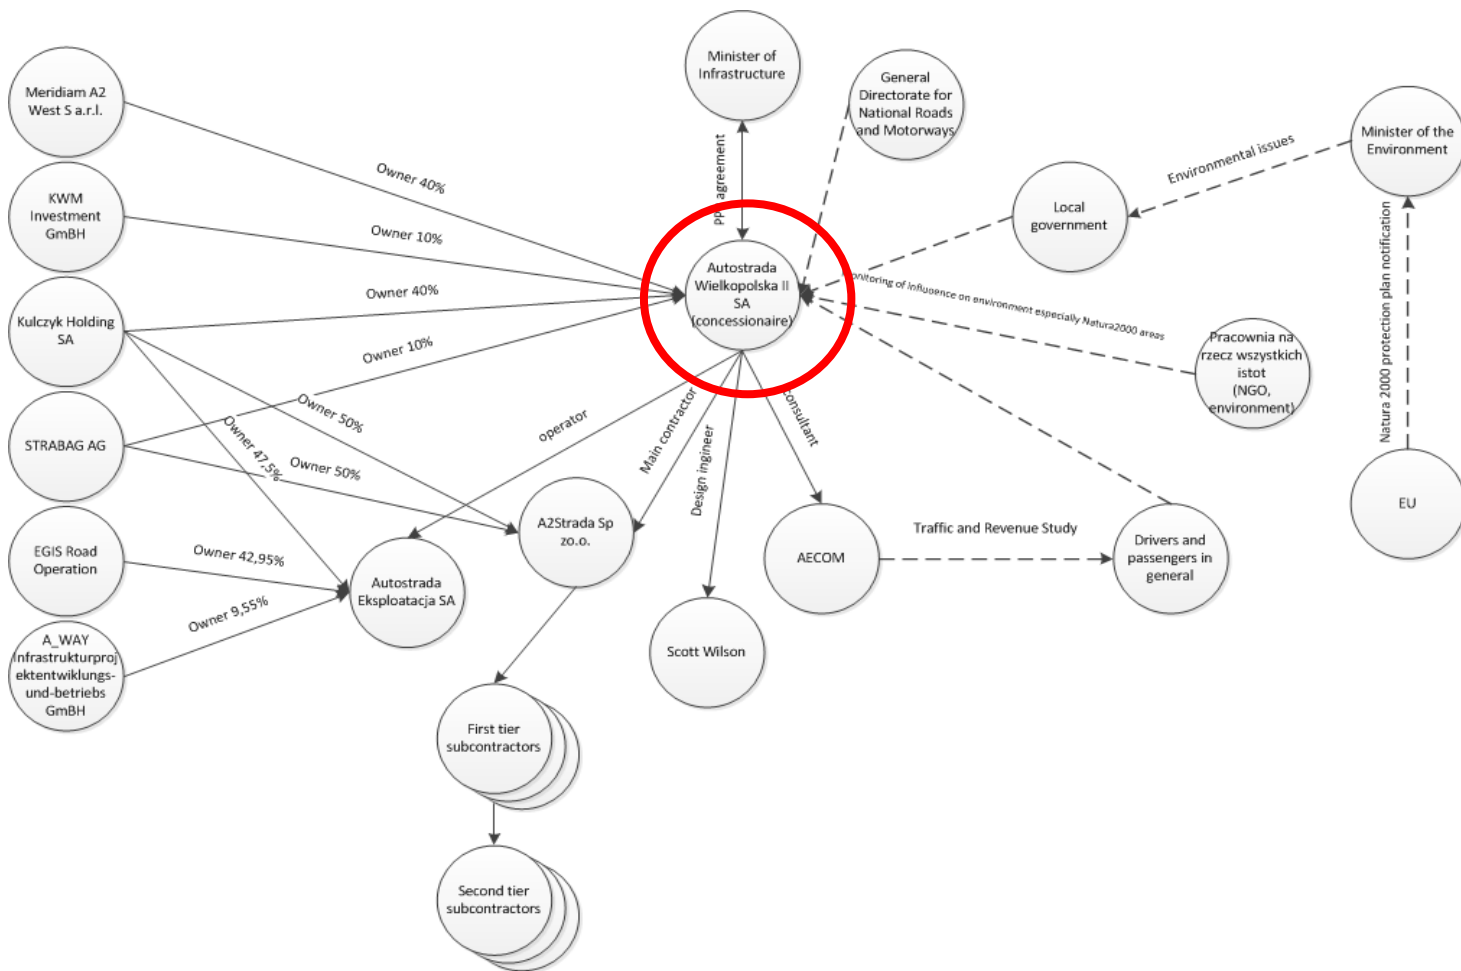 Meridiam A2
West S a.r.l.
KWM
Investment
GmBH
Kulczyk Holding
SA
STRABAG AG
EGIS Road
Operation
A_WAY
Infrastrukturproj
ektentwiklungs-
und-betriebs
GmBH
Owner 40%
Owner 10%
Owner 40%
Owner 10%
Owner 50%
Owner 47,5%
Owner 50%
Owner 42,95%
Owner 9,55%
Minister of
Infrastructure
PPP agreement
General
Directorate for
National Roads
and Motorways
Autostrada
Wielkopolska II
SA
(concessionaire)
operator
Main contractor
Design ingineer
consultant
Autostrada
Eksploatacja SA
A2Strada Sp
zo.o.
Scott Wilson
AECOM
Traffic and Revenue Study
Drivers and
passengers in
general
First tier
subcontractors
Second tier
subcontractors
Local
government
Environmental issues
Minister of the
Environment
Natura 2000 protection plan notification
EU
Monitoring of influoence on environment especially Natura2000 areas
Pracownia na
rzecz wszystkich
istot
(NGO,
environment)